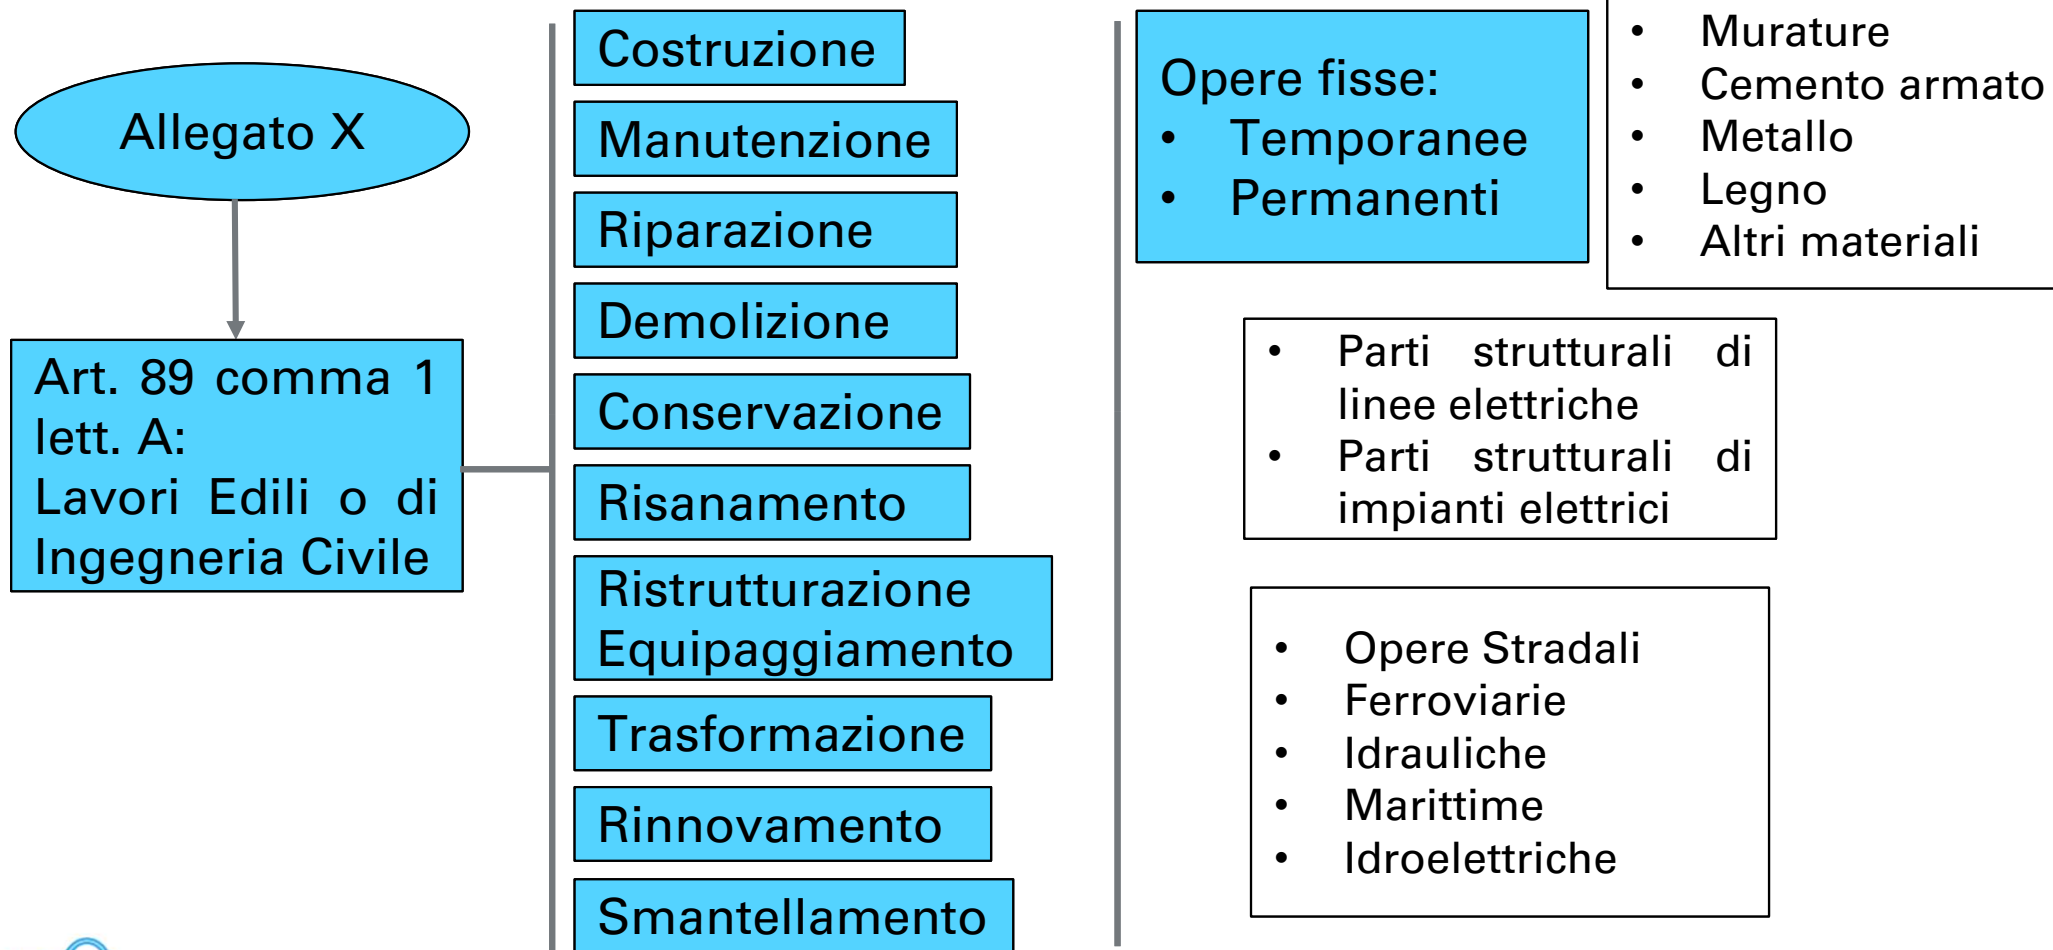 Allegato X
Art. 89 comma 1
lett. A:
Lavori Edili o di
Ingegneria Civile
Costruzione
Manutenzione
Riparazione
Demolizione
Conservazione
Risanamento
Ristrutturazione
Equipaggiamento
Trasformazione
Rinnovamento
Smantellamento
Opere fisse:
• Temporanee
• Permanenti
• Murature
• Cemento armato
• Metallo
• Legno
• Altri materiali
• Parti strutturali di
linee elettriche
• Parti strutturali di
impianti elettrici
• Opere Stradali
• Ferroviarie
• Idrauliche
• Marittime
• Idroelettriche